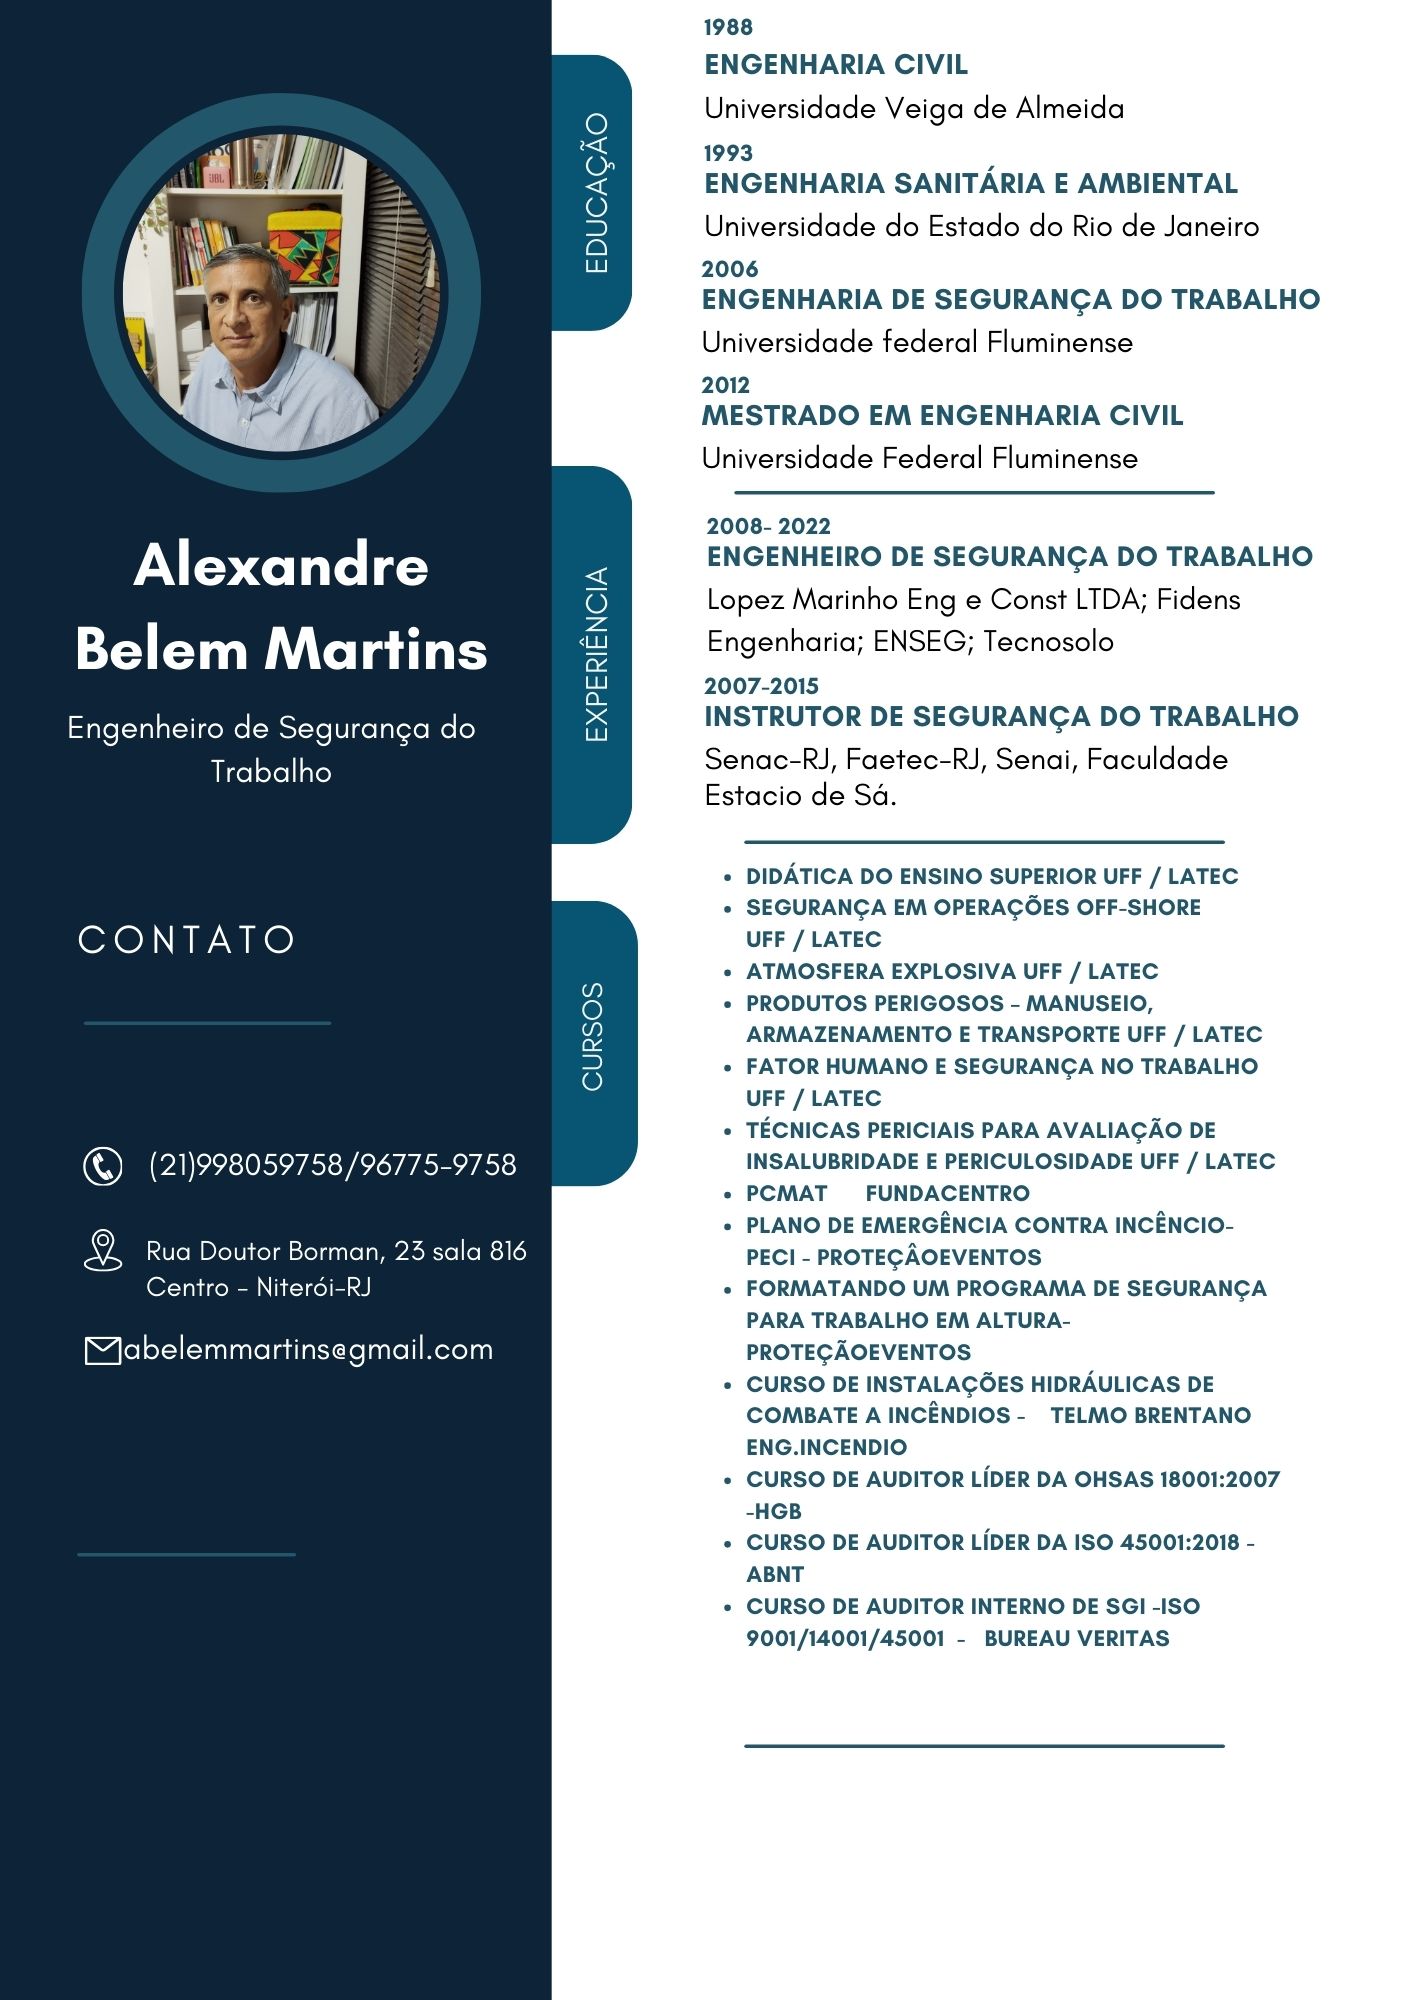 Alexandre
Belem Martins
Engenheiro de Segurança do
Trabalho
CONTATO
(21)998059758/96775-9758
Rua Doutor Borman, 23 sala 816
Centro - Niterói-RJ
abelemmartins@gmail.com
EDUCAÇÃO
1988
ENGENHARIA CIVIL
Universidade Veiga de Almeida
1993
ENGENHARIA SANITÁRIA E AMBIENTAL
Universidade do Estado do Rio de Janeiro
2006
ENGENHARIA DE SEGURANÇA DO TRABALHO
Universidade federal Fluminense
2012
MESTRADO EM ENGENHARIA CIVIL
Universidade Federal Fluminense
EXPERIÊNCIA
2008- 2022
ENGENHEIRO DE SEGURANÇA DO TRABALHO
Lopez Marinho Eng e Const LTDA; Fidens
Engenharia; ENSEG; Tecnosolo
2007-2015
INSTRUTOR DE SEGURANÇA DO TRABALHO
Senac-RJ, Faetec-RJ, Senai, Faculdade
Estacio de Sá.
CURSOS
• DIDÁTICA DO ENSINO SUPERIOR UFF / LATEC
• SEGURANÇA EM OPERAÇÕES OFF-SHORE
UFF / LATEC
• ATMOSFERA EXPLOSIVA UFF / LATEC
• PRODUTOS PERIGOSOS - MANUSEIO,
ARMAZENAMENTO E TRANSPORTE UFF / LATEC
• FATOR HUMANO E SEGURANÇA NO TRABALHO
UFF / LATEC
• TÉCNICAS PERICIAIS PARA AVALIAÇÃO DE
INSALUBRIDADE E PERICULOSIDADE UFF / LATEC
• PCMAT FUNDACENTRO
• PLANO DE EMERGÊNCIA CONTRA INCÊNCIO-
PECI - PROTEÇÂOEVENTOS
• FORMATANDO UM PROGRAMA DE SEGURANÇA
PARA TRABALHO EM ALTURA-
PROTEÇÃOEVENTOS
• CURSO DE INSTALAÇÕES HIDRÁULICAS DE
COMBATE A INCÊNDIOS - TELMO BRENTANO
ENG.INCENDIO
• CURSO DE AUDITOR LÍDER DA OHSAS 18001:2007
-HGB
• CURSO DE AUDITOR LÍDER DA ISO 45001:2018 -
ABNT
• CURSO DE AUDITOR INTERNO DE SGI -ISO
9001/14001/45001 - BUREAU VERITAS
JBL